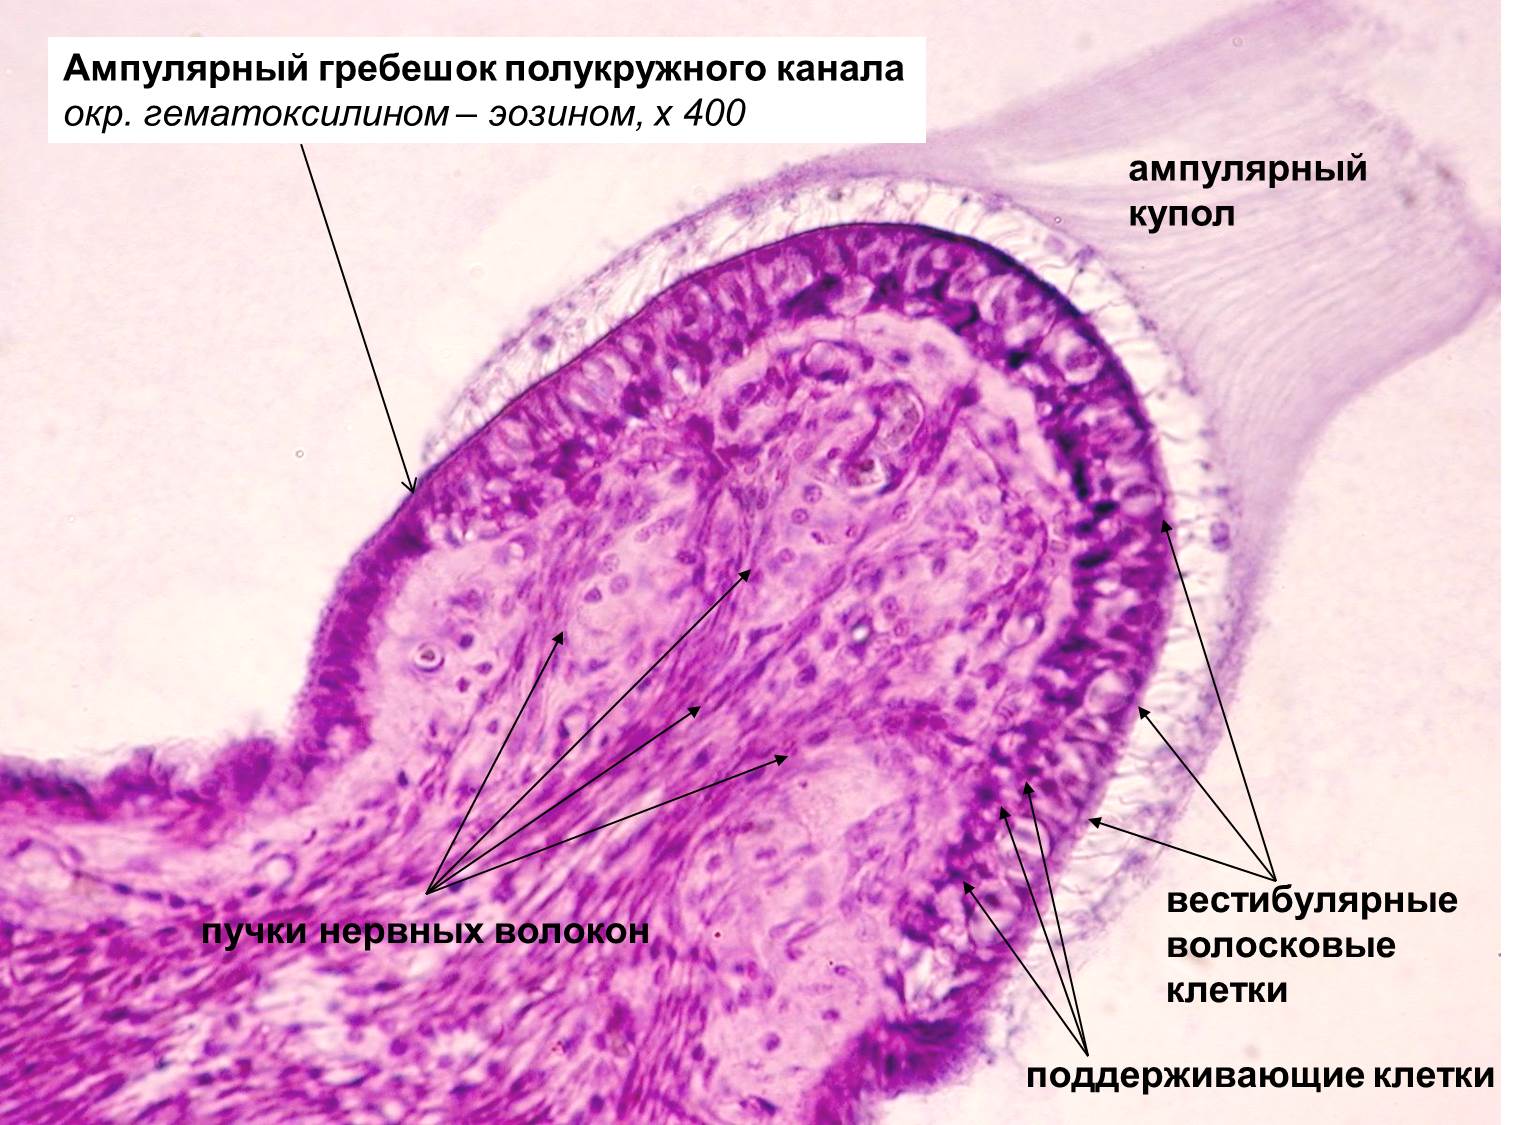 Ампулярный гребешок полукружного канала
окр. гематоксилином – эозином, х 400
ампулярный
купол
пучки нервных волокон
вестибулярные
волосковые
клетки
поддерживающие клетки